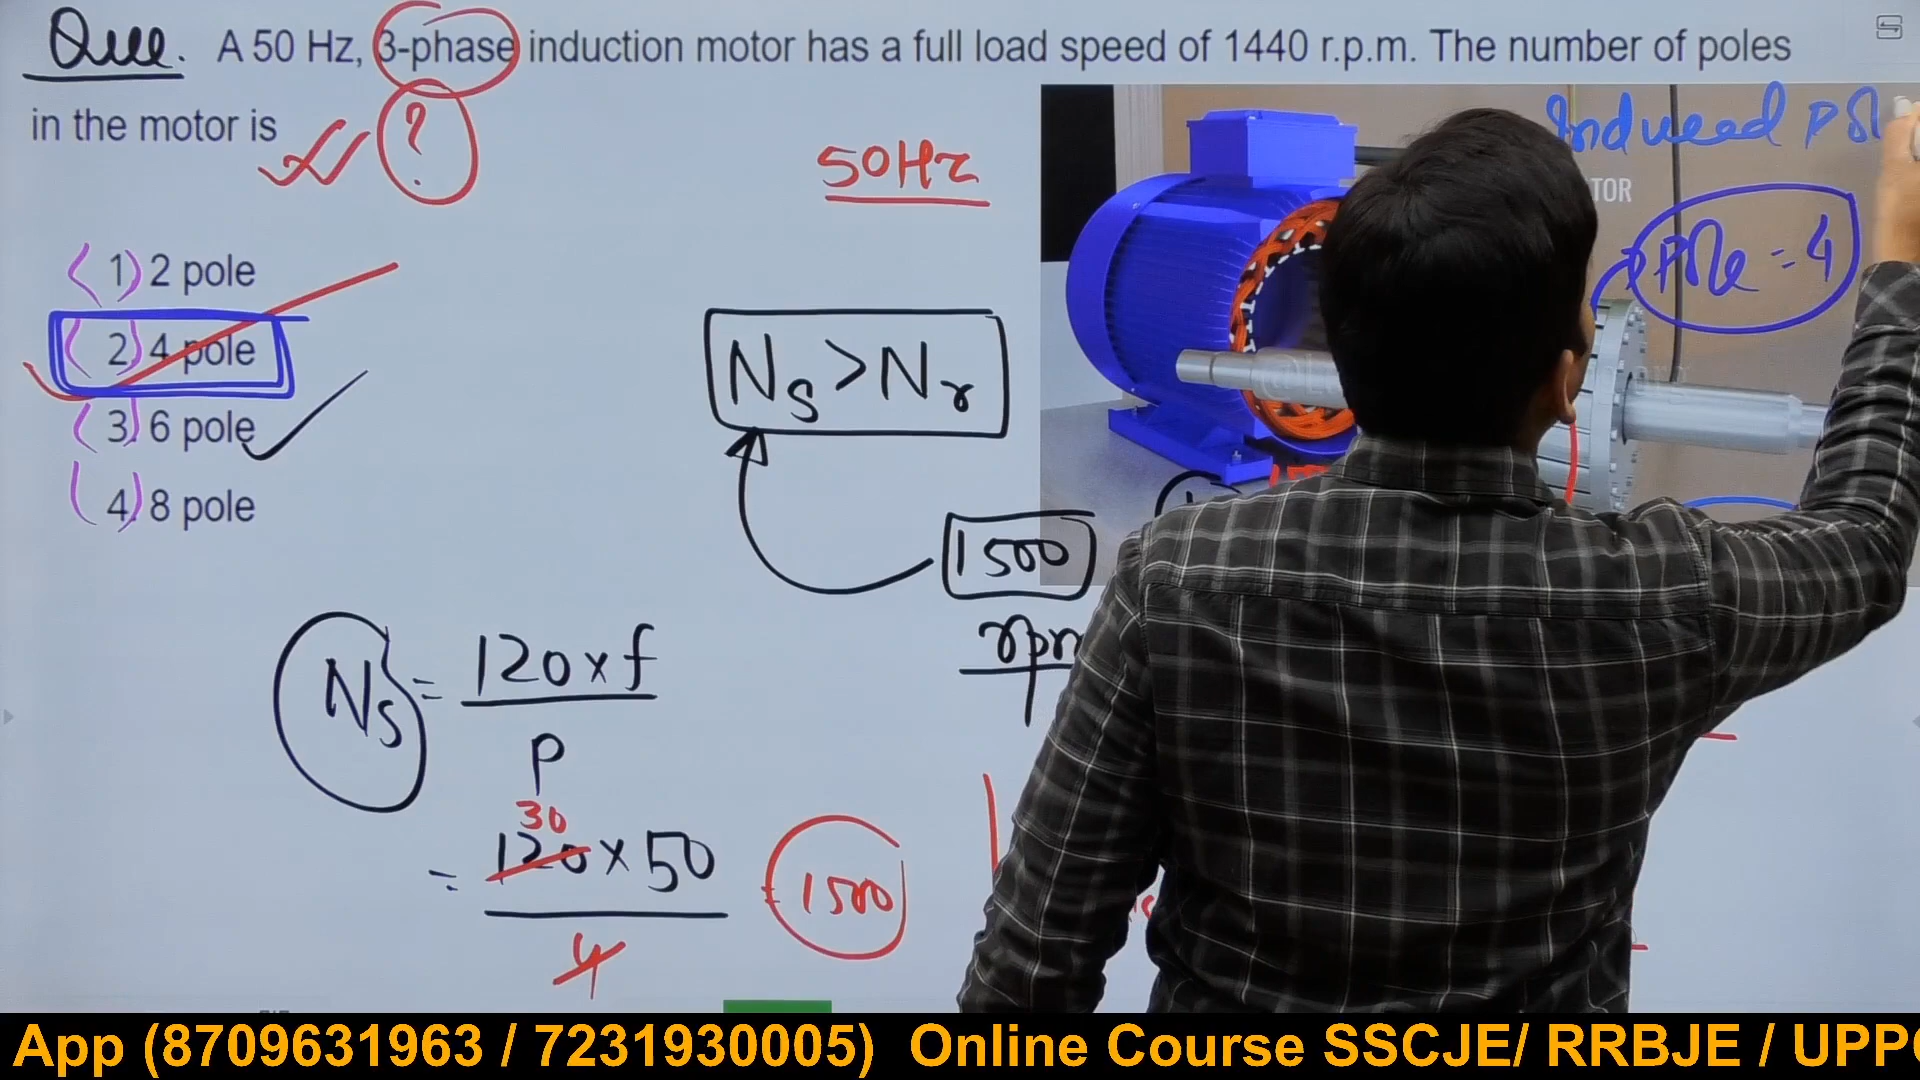 Que. A 50 Hz, 3-phase induction motor has a full load speed of 1440 r.p.m. The number of poles
in the motor is ?
50Hz
Induced
TOR
Pole = 4
(1) 2 pole
(2) 4 pole
(3) 6 pole
(4) 8 pole
Ns > Nr
1500
Ns = 120 x f
P
30
= 120 x 50 = 1500
4
App (8709631963 / 7231930005) Online Course SSCJE/ RRBJE / UPPC